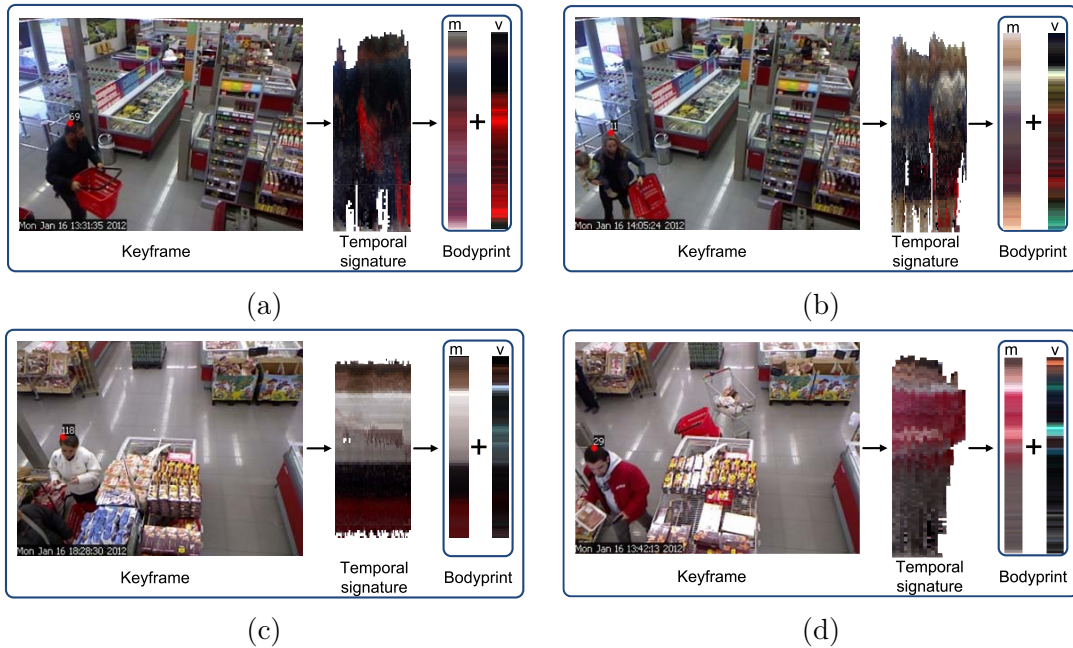 m v
69
+
Mon Jan 16 13:31:35 2012
Keyframe
Temporal
signature
Bodyprint
(a)
m v
+
Mon Jan 16 14:05:24 2012
Keyframe
Temporal
signature
Bodyprint
(b)
m v
118
+
Mon Jan 16 18:28:30 2012
Keyframe
Temporal
signature
Bodyprint
(c)
m v
29
+
Mon Jan 16 13:42:13 2012
Keyframe
Temporal
signature
Bodyprint
(d)